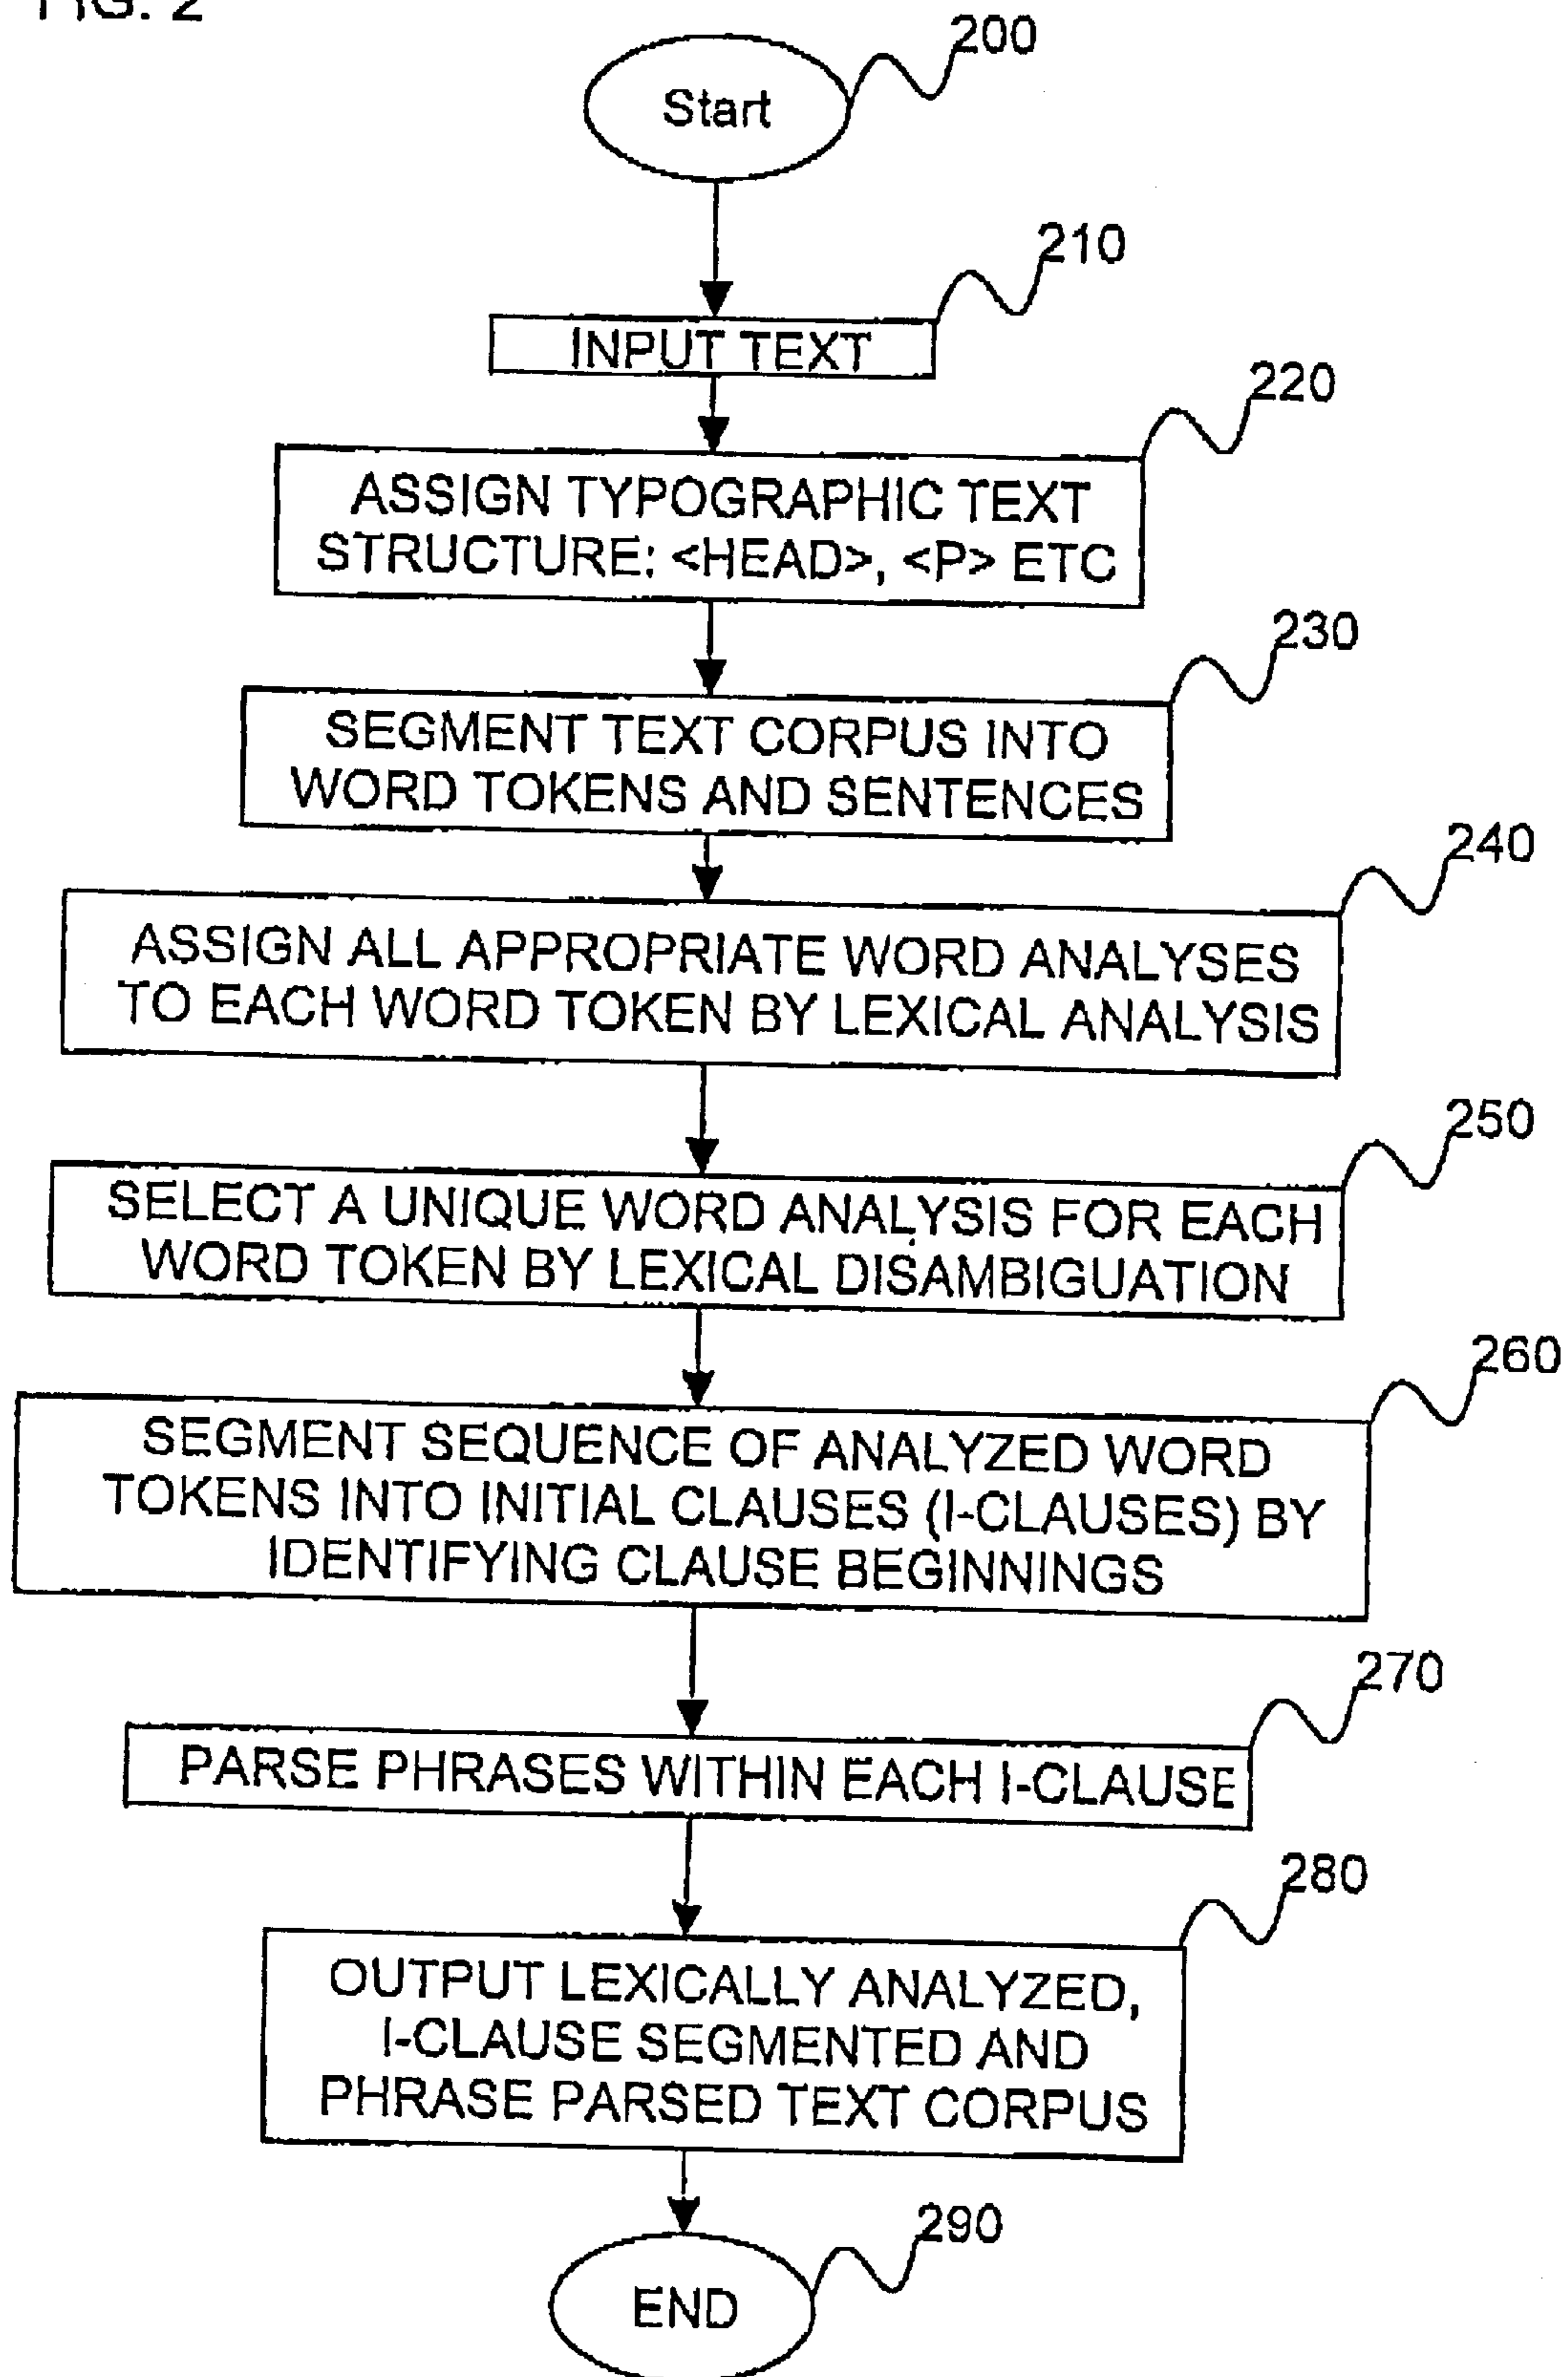 FIG. 2
200
Start
210
INPUT TEXT
220
ASSIGN TYPOGRAPHIC TEXT
STRUCTURE: <HEAD>, <P> ETC
230
SEGMENT TEXT CORPUS INTO
WORD TOKENS AND SENTENCES
240
ASSIGN ALL APPROPRIATE WORD ANALYSES
TO EACH WORD TOKEN BY LEXICAL ANALYSIS
250
SELECT A UNIQUE WORD ANALYSIS FOR EACH
WORD TOKEN BY LEXICAL DISAMBIGUATION
260
SEGMENT SEQUENCE OF ANALYZED WORD
TOKENS INTO INITIAL CLAUSES (I-CLAUSES) BY
IDENTIFYING CLAUSE BEGINNINGS
270
PARSE PHRASES WITHIN EACH I-CLAUSE
280
OUTPUT LEXICALLY ANALYZED,
I-CLAUSE SEGMENTED AND
PHRASE PARSED TEXT CORPUS
290
END